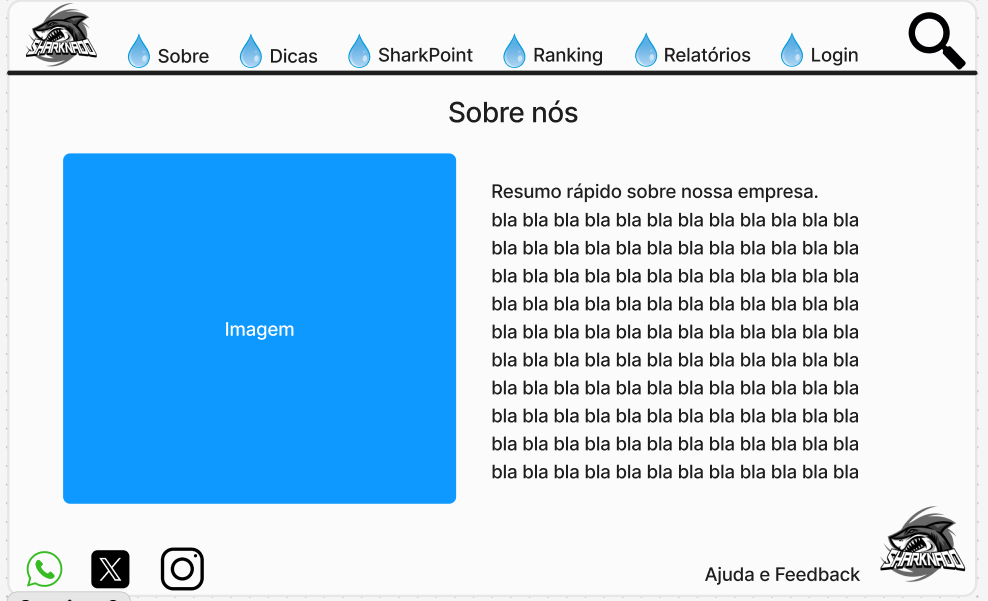 SHARKNADO
Sobre
Dicas
SharkPoint
Ranking
Relatórios
Login
Sobre nós
Imagem
Resumo rápido sobre nossa empresa.
bla bla bla bla bla bla bla bla bla bla bla bla
bla bla bla bla bla bla bla bla bla bla bla bla
bla bla bla bla bla bla bla bla bla bla bla bla
bla bla bla bla bla bla bla bla bla bla bla bla
bla bla bla bla bla bla bla bla bla bla bla bla
bla bla bla bla bla bla bla bla bla bla bla bla
bla bla bla bla bla bla bla bla bla bla bla bla
bla bla bla bla bla bla bla bla bla bla bla bla
bla bla bla bla bla bla bla bla bla bla bla bla
bla bla bla bla bla bla bla bla bla bla bla bla
Ajuda e Feedback
SHARKNADO